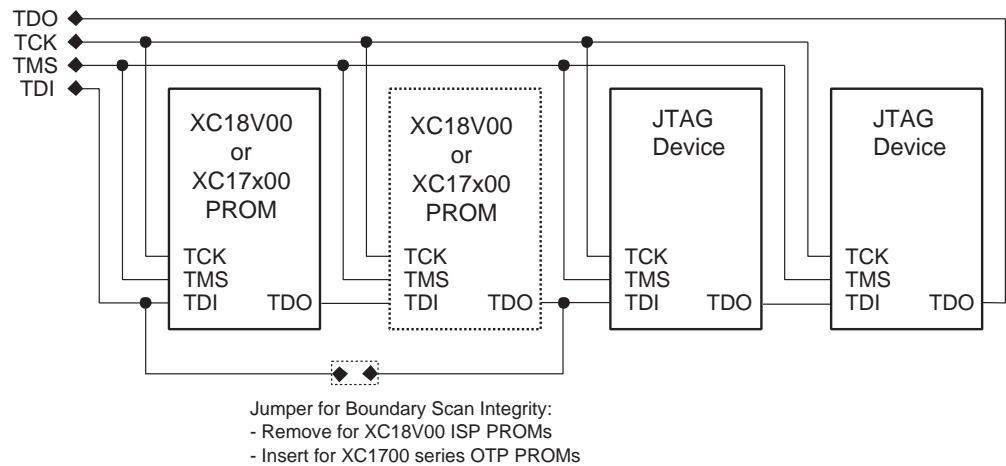 TDO
TCK
TMS
TDI
XC18V00
or
XC17x00
PROM
TCK
TMS
TDI TDO
XC18V00
or
XC17x00
PROM
TCK
TMS
TDI TDO
JTAG
Device
TCK
TMS
TDI TDO
JTAG
Device
TCK
TMS
TDI TDO
Jumper for Boundary Scan Integrity:
- Remove for XC18V00 ISP PROMs
- Insert for XC1700 series OTP PROMs